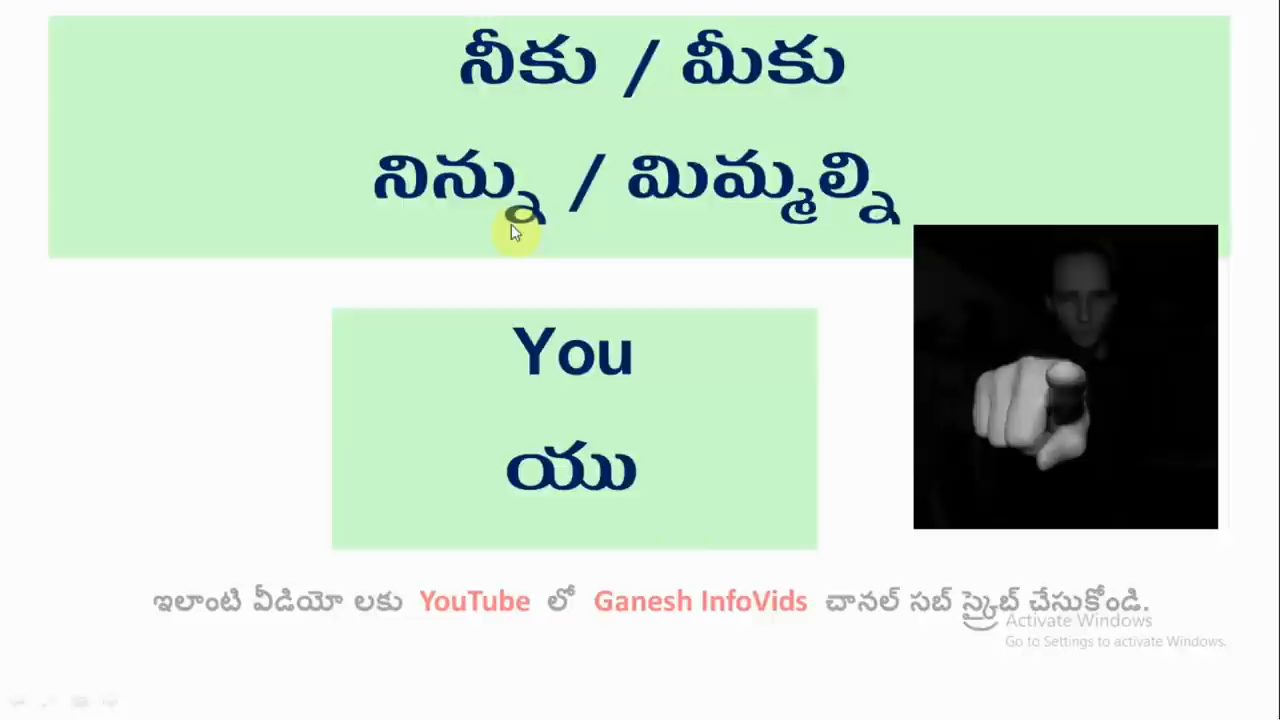 నీకు / మీకు
నిన్ను / మిమ్మల్ని
You
యు
ఇలాంటి వీడియో లకు YouTube లో Ganesh InfoVids చానల్ సబ్ స్క్రైబ్ చేసుకోండి.
Activate Windows
Go to Settings to activate Windows.